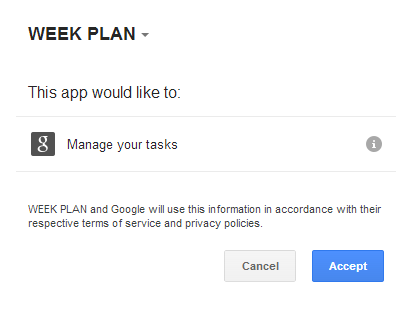 WEEK PLAN
This app would like to:
g Manage your tasks i
WEEK PLAN and Google will use this information in accordance with their
respective terms of service and privacy policies.
Cancel Accept